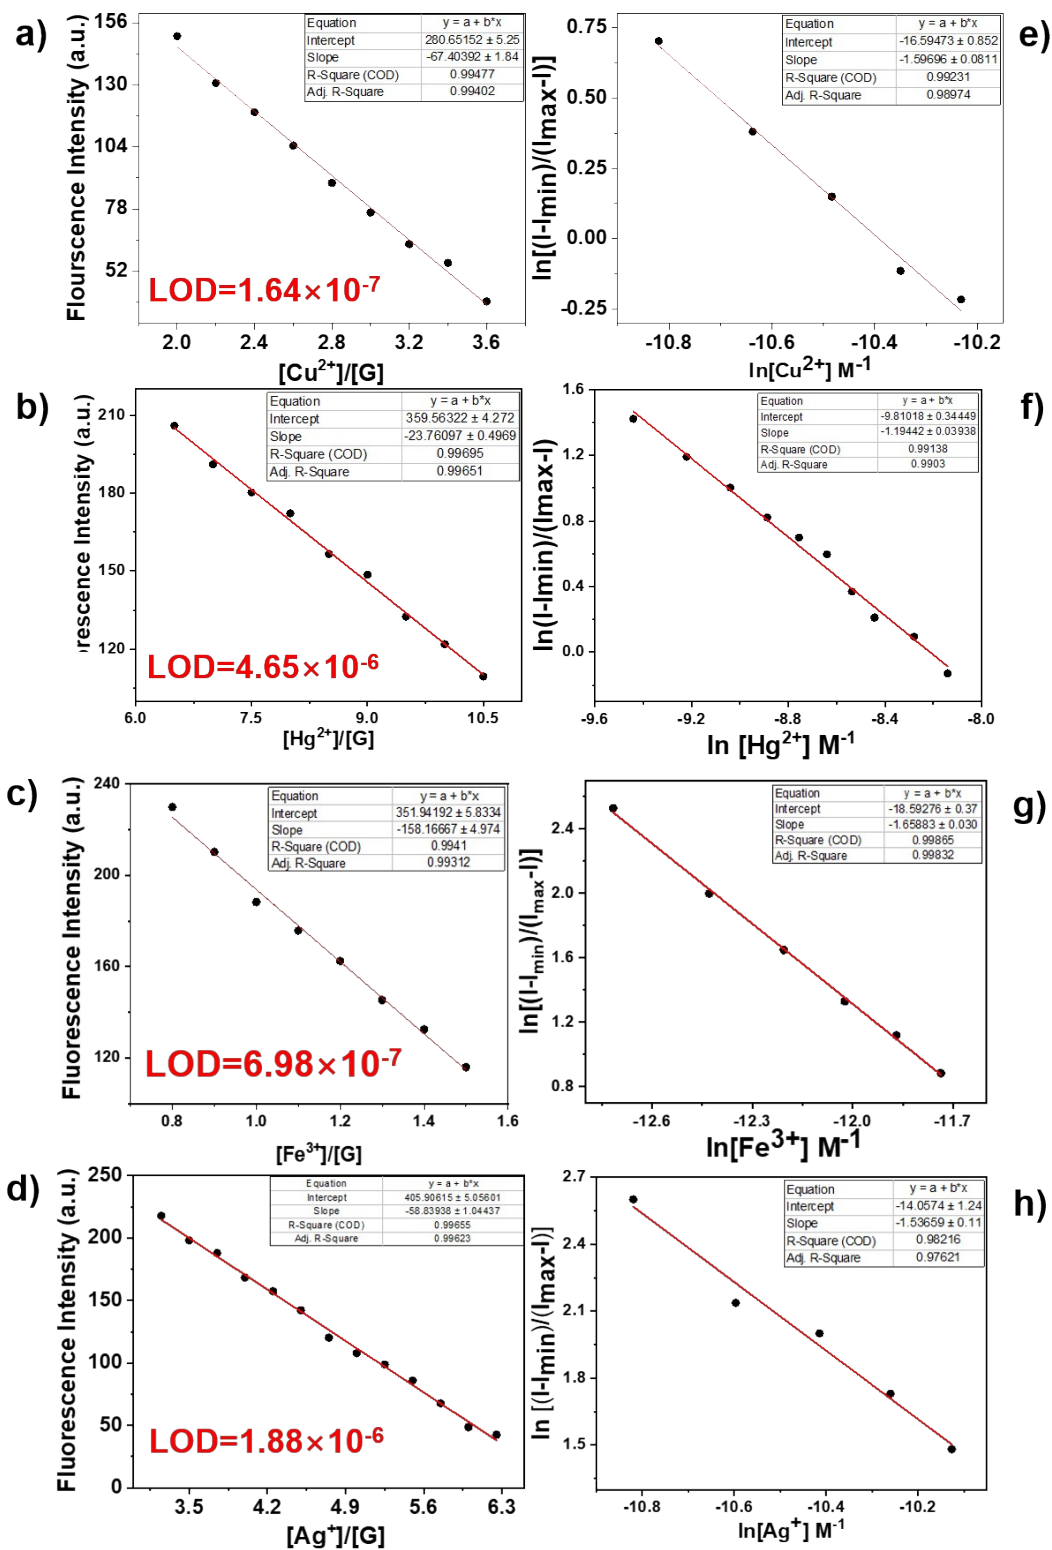 a)
Flourscence Intensity (a.u.)
156
130
104
78
52
Equation y = a + b*x
Intercept 280.65152 ± 5.25
Slope -67.40392 ± 1.84
R-Square (COD) 0.99477
Adj. R-Square 0.99402
LOD=1.64×10⁻⁷
2.0 2.4 2.8 3.2 3.6
[Cu²⁺]/[G]
e)
ln[(I-Imin)/(Imax-I)]
0.75
0.50
0.25
0.00
-0.25
Equation y = a + b*x
Intercept -16.59473 ± 0.852
Slope -1.59696 ± 0.0811
R-Square (COD) 0.99231
Adj. R-Square 0.98974
-10.8 -10.6 -10.4 -10.2
ln[Cu²⁺] M⁻¹
b)
rescence Intensity (a.u.)
210
180
150
120
Equation y = a + b*x
Intercept 359.56322 ± 4.272
Slope -23.76097 ± 0.4969
R-Square (COD) 0.99695
Adj. R-Square 0.99651
LOD=4.65×10⁻⁶
6.0 7.5 9.0 10.5
[Hg²⁺]/[G]
f)
ln(I-Imin)/(Imax-I)
1.6
1.2
0.8
0.4
0.0
Equation y = a + b*x
Intercept -9.81018 ± 0.34449
Slope -1.19442 ± 0.03938
R-Square (COD) 0.99138
Adj. R-Square 0.9903
-9.6 -9.2 -8.8 -8.4 -8.0
ln [Hg²⁺] M⁻¹
c)
Fluorescence Intensity (a.u.)
240
200
160
120
Equation y = a + b*x
Intercept 351.94192 ± 5.8334
Slope -158.16667 ± 4.974
R-Square (COD) 0.9941
Adj. R-Square 0.99312
LOD=6.98×10⁻⁷
0.8 1.0 1.2 1.4 1.6
[Fe³⁺]/[G]
g)
ln[(I-Imin)/(Imax-I)]
2.4
2.0
1.6
1.2
0.8
Equation y = a + b*x
Intercept -18.59276 ± 0.37
Slope -1.65883 ± 0.030
R-Square (COD) 0.99865
Adj. R-Square 0.99832
-12.6 -12.3 -12.0 -11.7
ln[Fe³⁺] M⁻¹
d)
Fluorescence Intensity (a.u.)
250
200
150
100
50
0
Equation y = a + b*x
Intercept 405.90615 ± 5.05601
Slope -58.83938 ± 1.04437
R-Square (COD) 0.99655
Adj. R-Square 0.99623
LOD=1.88×10⁻⁶
3.5 4.2 4.9 5.6 6.3
[Ag⁺]/[G]
h)
ln [(I-Imin)/(Imax-I)]
2.7
2.4
2.1
1.8
1.5
Equation y = a + b*x
Intercept -14.0574 ± 1.24
Slope -1.53659 ± 0.11
R-Square (COD) 0.98216
Adj. R-Square 0.97621
-10.8 -10.6 -10.4 -10.2
ln[Ag⁺] M⁻¹